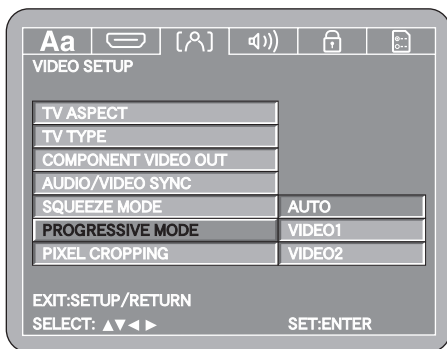 Aa
VIDEO SETUP
TV ASPECT
TV TYPE
COMPONENT VIDEO OUT
AUDIO/VIDEO SYNC
SQUEEZE MODE AUTO
PROGRESSIVE MODE VIDEO1
PIXEL CROPPING VIDEO2
EXIT:SETUP/RETURN
SELECT: ▲▼◄ ► SET:ENTER